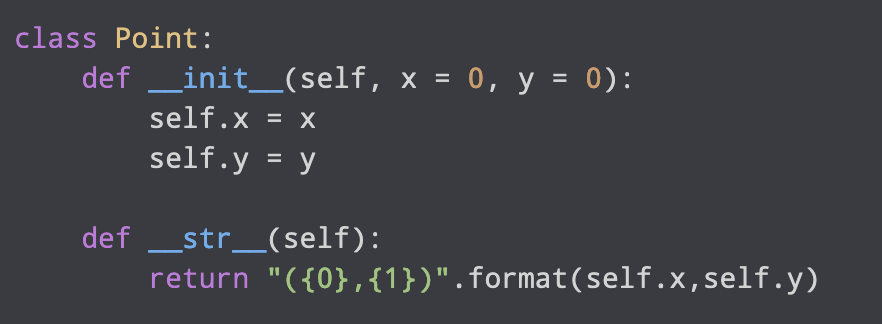 class Point:
    def __init__(self, x = 0, y = 0):
        self.x = x
        self.y = y

    def __str__(self):
        return "({0},{1})".format(self.x,self.y)